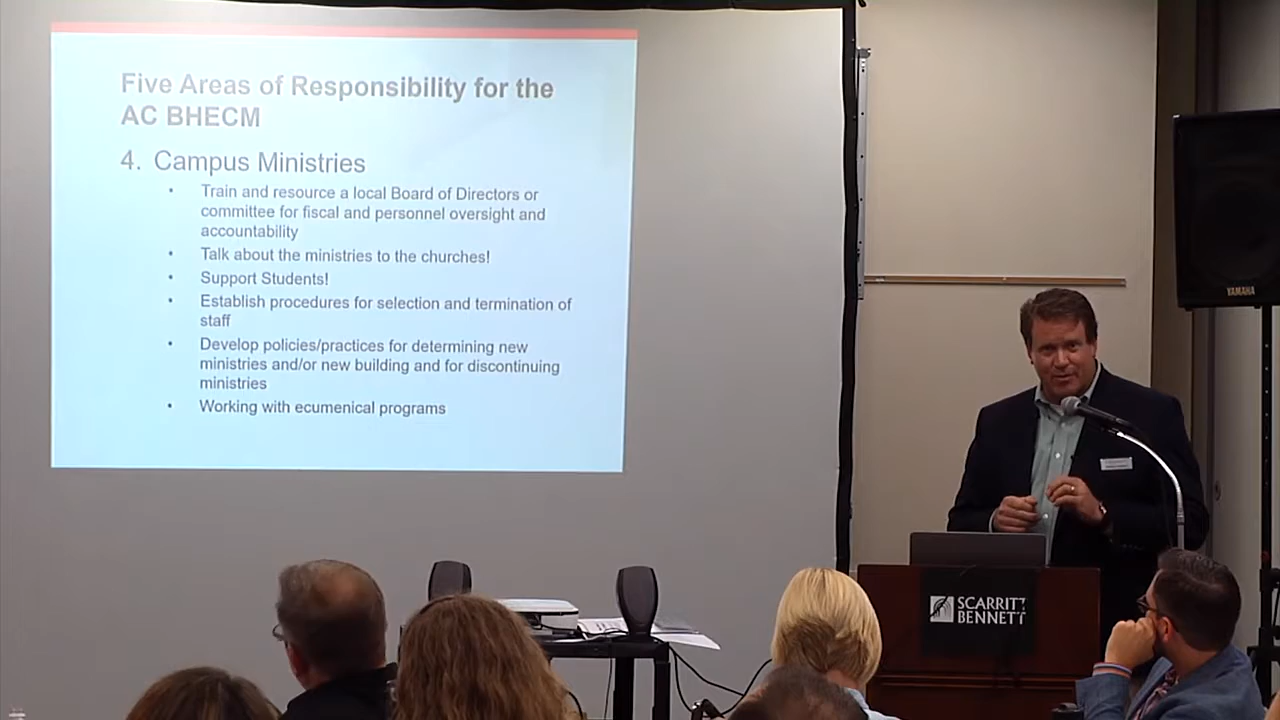 Five Areas of Responsibility for the
AC BHECM
4. Campus Ministries
• Train and resource a local Board of Directors or
committee for fiscal and personnel oversight and
accountability
• Talk about the ministries to the churches!
• Support Students!
• Establish procedures for selection and termination of
staff
• Develop policies/practices for determining new
ministries and/or new building and for discontinuing
ministries
• Working with ecumenical programs
YAMAHA
SCARRITT
BENNETT